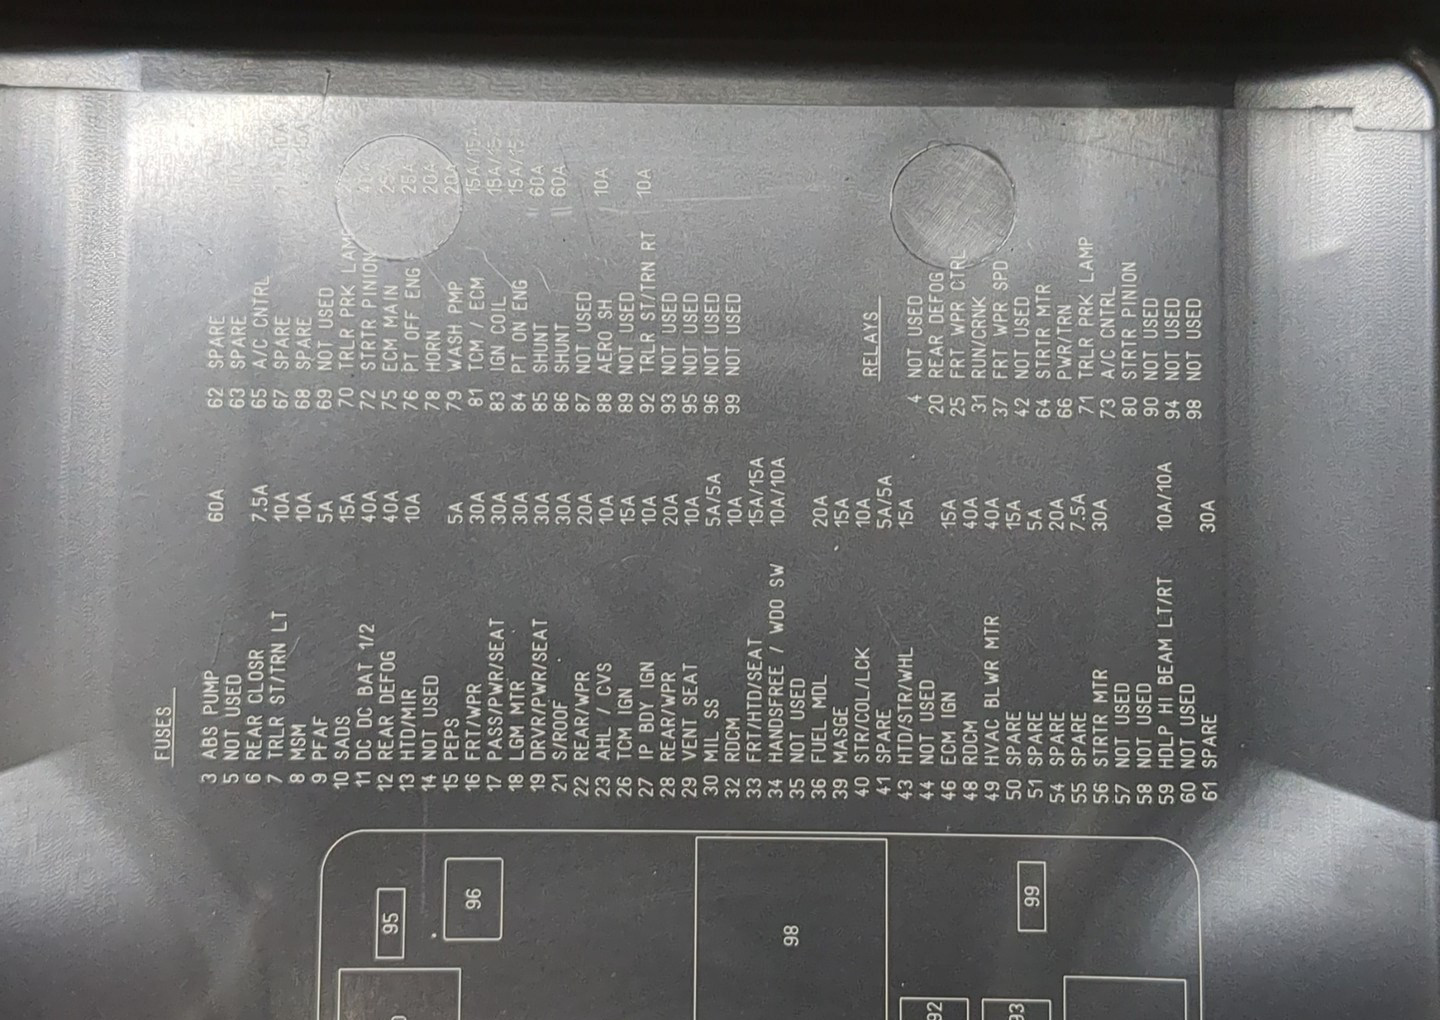 FUSES
3 ABS PUMP 60A
5 NOT USED
6 REAR CLOSR 7.5A
7 TRLR ST/TRN LT 10A
8 MSM 10A
9 PFAF 5A
10 SADS 15A
11 DC DC BAT 1/2 40A
12 REAR DEFOG 40A
13 HTD/MIR 10A
14 NOT USED
15 PEPS 5A
16 FRT/WPR 30A
17 PASS/PWR/SEAT 30A
18 LGM MTR 30A
19 DRVR/PWR/SEAT 30A
21 S/ROOF 30A
22 REAR/WPR 20A
23 AHL / CVS 10A
26 TCM IGN 15A
27 IP BDY IGN 10A
28 REAR/WPR 20A
29 VENT SEAT 10A
30 MIL SS 5A/5A
32 RDCM 10A
33 FRT/HTD/SEAT 15A/15A
34 HANDSFREE / WDO SW 10A/10A
35 NOT USED
36 FUEL MDL 20A
39 MASGE 15A
40 STR/COL/LCK 10A
41 SPARE 5A/5A
43 HTD/STR/WHL 15A
44 NOT USED
46 ECM IGN 15A
48 RDCM 40A
49 HVAC BLWR MTR 40A
50 SPARE 15A
51 SPARE 5A
54 SPARE 20A
55 SPARE 7.5A
56 STRTR MTR 30A
57 NOT USED
58 NOT USED
59 HDLP HI BEAM LT/RT 10A/10A
60 NOT USED
61 SPARE 30A
62 SPARE
63 SPARE
65 A/C CNTRL
67 SPARE
68 SPARE
69 NOT USED
70 TRLR PRK LAMP
72 STRTR PINION
75 ECM MAIN
76 PT OFF ENG
78 HORN 20A
79 WASH PMP 20A
81 TCM / ECM 15A/15A
83 IGN COIL 15A/15A
84 PT ON ENG 15A/15A
85 SHUNT 60A
86 SHUNT 60A
87 NOT USED
88 AERO SH 10A
89 NOT USED
92 TRLR ST/TRN RT 10A
93 NOT USED
95 NOT USED
96 NOT USED
99 NOT USED
RELAYS
4 NOT USED
20 REAR DEFOG
25 FRT WPR CTRL
31 RUN/CRNK
37 FRT WPR SPD
42 NOT USED
64 STRTR MTR
66 PWR/TRN
71 TRLR PRK LAMP
73 A/C CNTRL
80 STRTR PINION
90 NOT USED
94 NOT USED
98 NOT USED
95
96
98
99
92
93